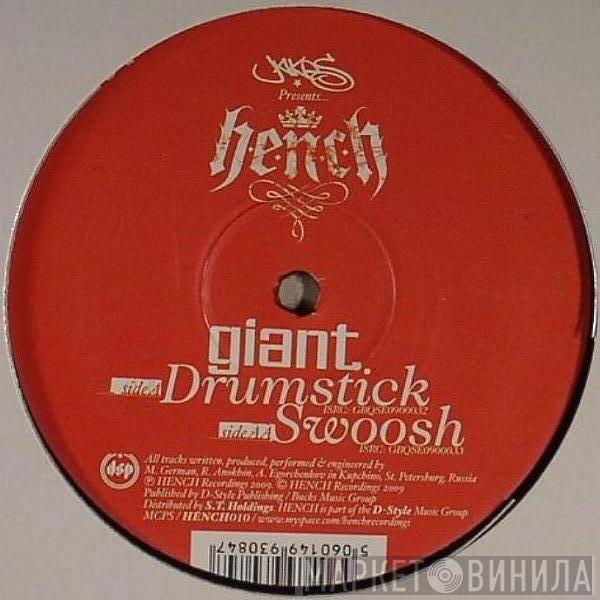 JAKES
Presents...
h·e·n·c·h
giant.
side A Drumstick
ISRC: GBQSE0900032
side AA Swoosh
ISRC: GBQSE0900033
dsp
All tracks written, produced, performed & engineered by
M. German, R. Anokhin, A. Egorchenkov in Kupchino, St. Petersburg, Russia
℗ HENCH Recordings 2009. © HENCH Recordings 2009
Published by D-Style Publishing / Bucks Music Group
Distributed by S.T. Holdings. HENCH is part of the D-Style Music Group
MCPS / HENCH010 / www.myspace.com/henchrecordings
5 060149 930847
МАРКЕТ ВИНИЛА